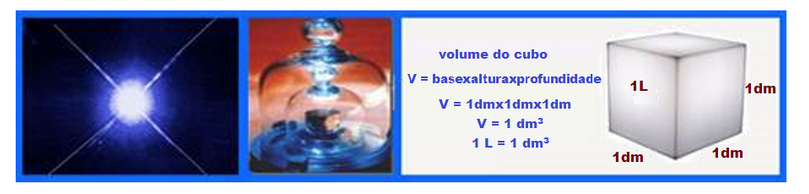 volume do cubo
V = basexalturaxprofundidade
V = 1dmx1dmx1dm
V = 1 dm³
1 L = 1 dm³
1L
1dm
1dm
1dm